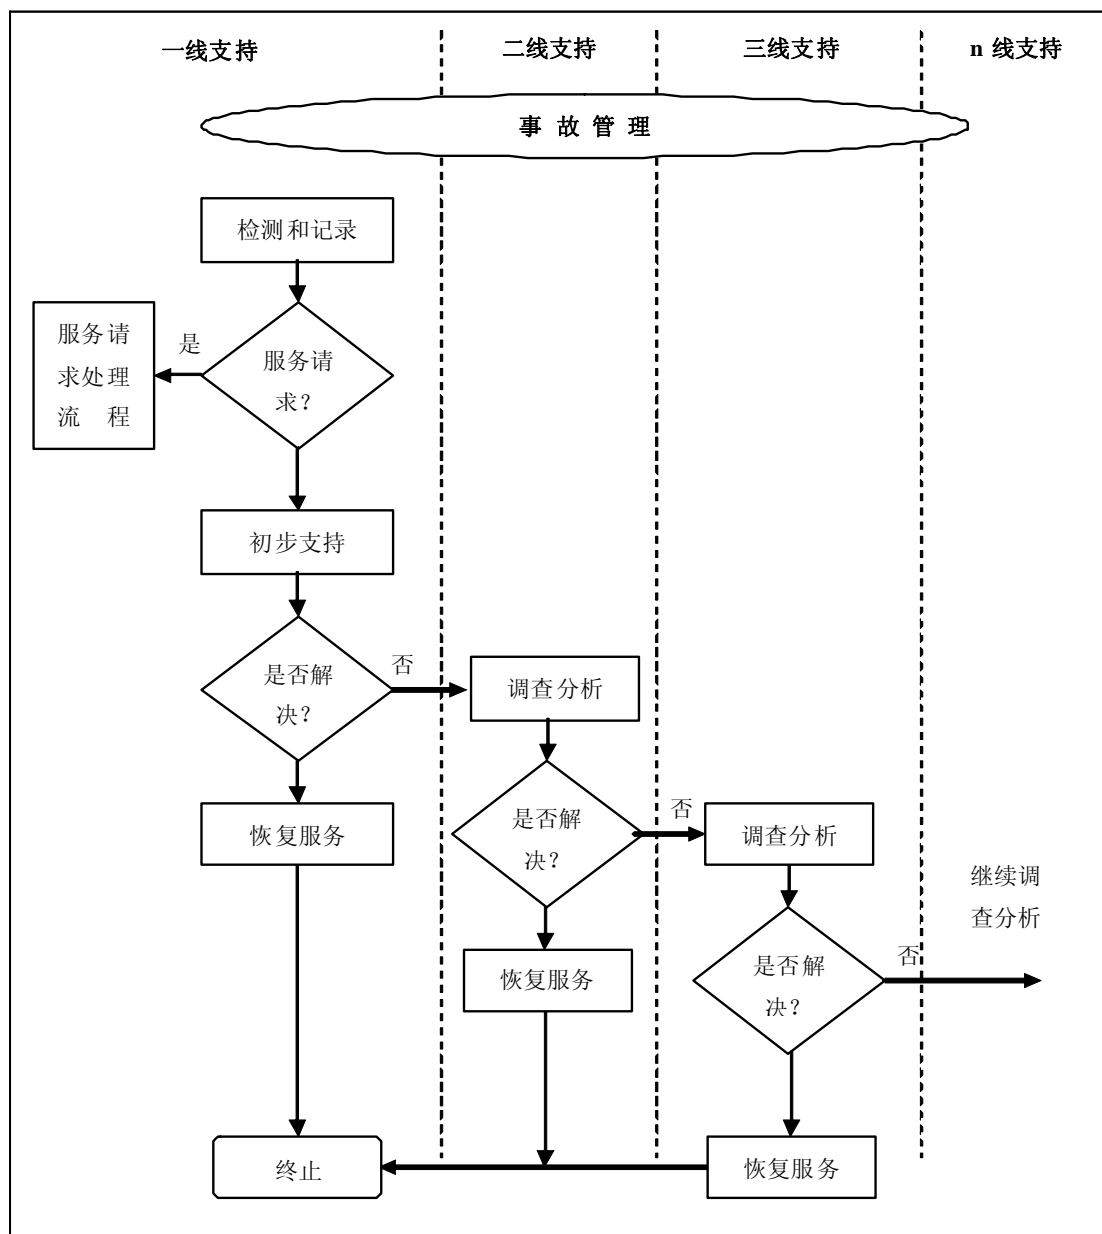 一线支持
二线支持
三线支持
n 线支持
事故管理
检测和记录
服务请
求处理
流 程
是
服务请
求?
初步支持
是否解
决?
否
调查分析
恢复服务
是否解
决?
否
调查分析
继续调
查分析
恢复服务
是否解
决?
否
终止
恢复服务